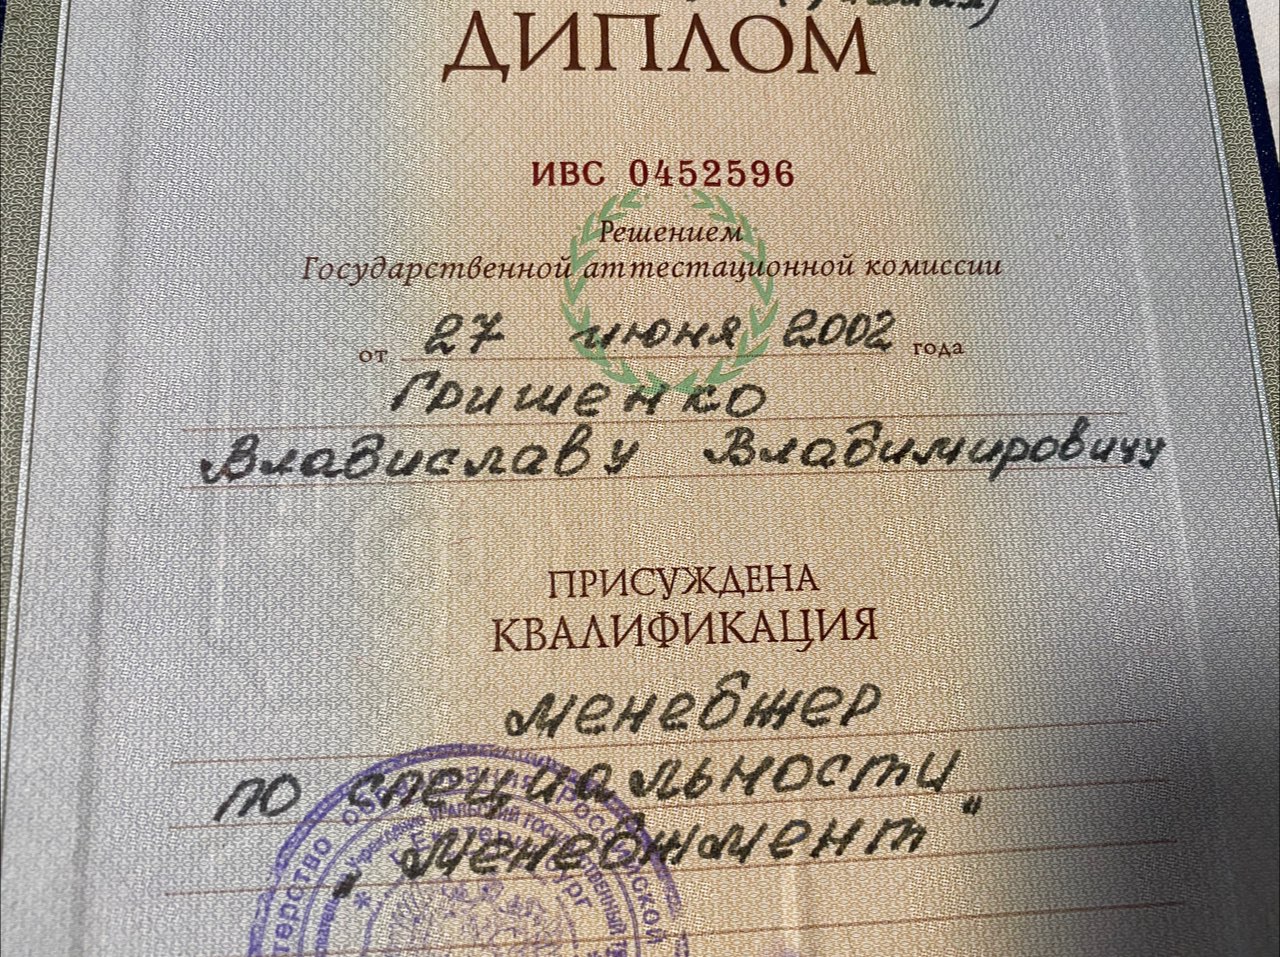 ДИПЛОМ
ИВС 0452596
Решением
Государственной аттестационной комиссии
от 27 июня 2002 года
Гришенко
Владиславу Владимировичу
ПРИСУЖДЕНА
КВАЛИФИКАЦИЯ
менеджер
по специальности
„менеджмент"